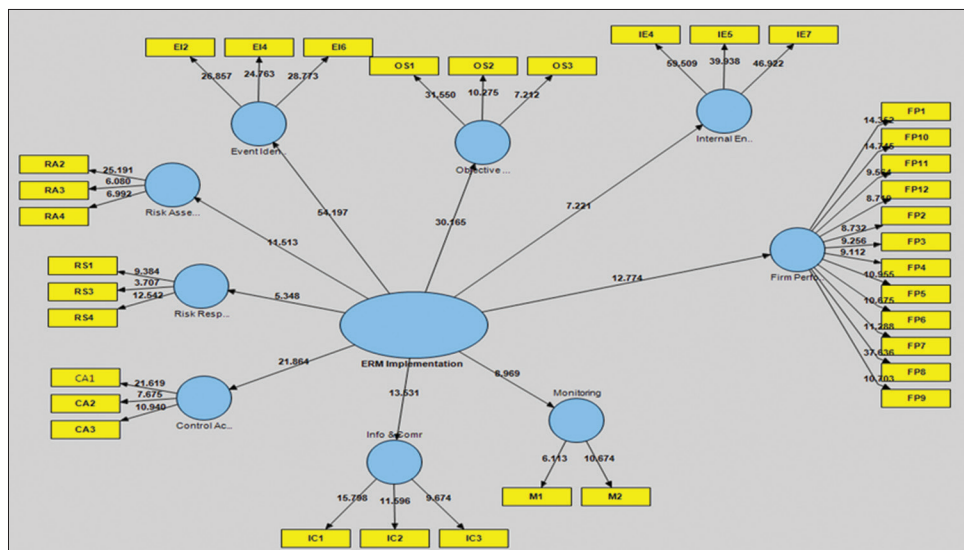 EI2
EI4
EI6
26.857
24.763
28.773
Event Iden...
OS1
OS2
OS3
31.550
10.275
7.212
Objective ...
IE4
IE5
IE7
59.509
39.938
46.922
Internal En...
RA2
RA3
RA4
25.191
6.080
6.992
Risk Asse...
54.197
30.165
7.221
11.513
RS1
RS3
RS4
9.384
3.707
12.542
Risk Resp...
5.348
12.774
ERM Implementation
21.864
13.531
8.969
CA1
CA2
CA3
21.619
7.675
10.940
Control Ac...
Info & Comr
15.798
11.596
9.674
IC1
IC2
IC3
Monitoring
6.113
10.674
M1
M2
Firm Perfo...
14.352
14.745
9.564
8.719
8.732
9.256
9.112
10.955
10.675
11.288
37.636
10.703
FP1
FP10
FP11
FP12
FP2
FP3
FP4
FP5
FP6
FP7
FP8
FP9